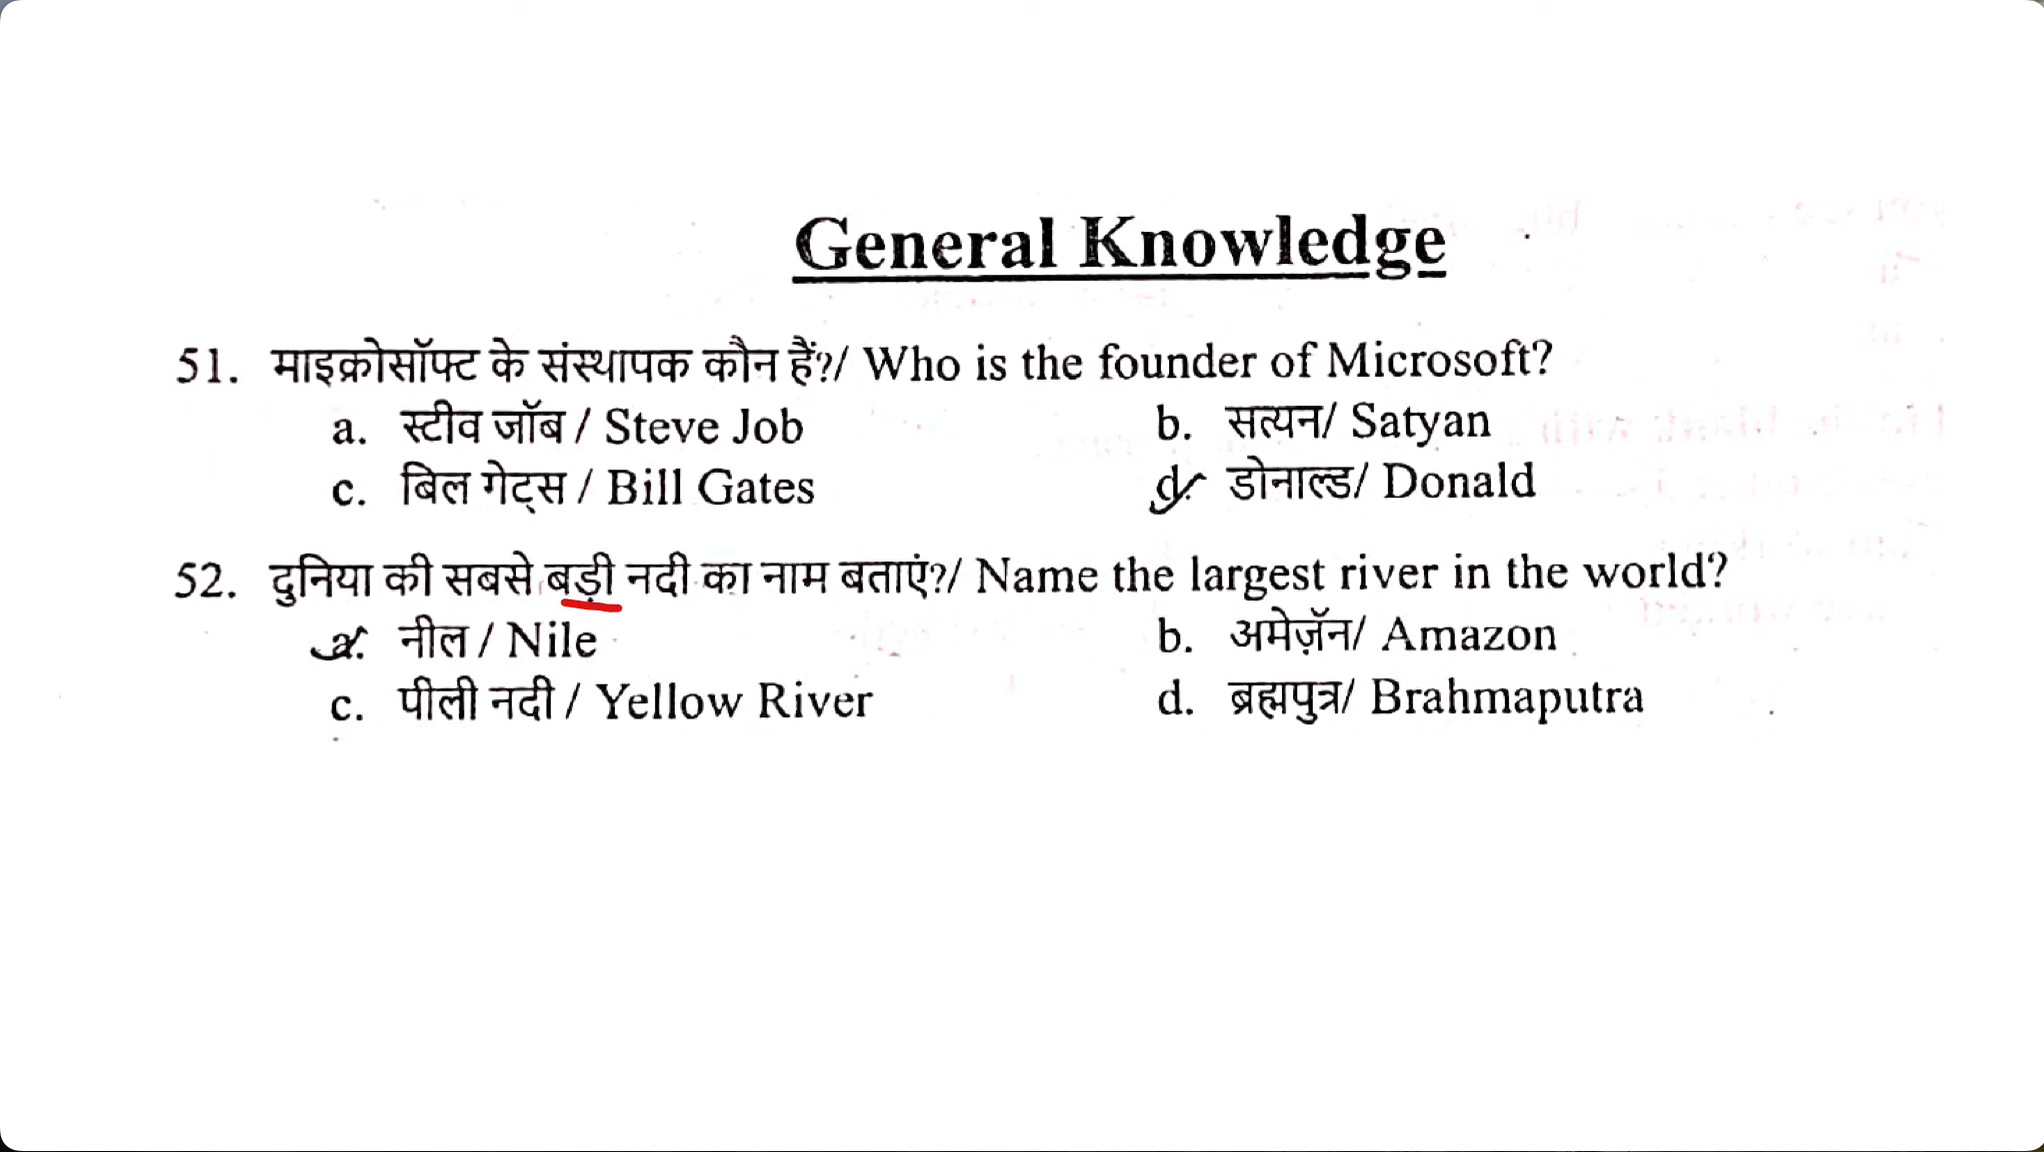 General Knowledge
51. माइक्रोसॉफ्ट के संस्थापक कौन हैं?/ Who is the founder of Microsoft?
a. स्टीव जॉब / Steve Job b. सत्यन/ Satyan
c. बिल गेट्स / Bill Gates d. डोनाल्ड/ Donald
52. दुनिया की सबसे बड़ी नदी का नाम बताएं?/ Name the largest river in the world?
a. नील / Nile b. अमेज़ॅन/ Amazon
c. पीली नदी / Yellow River d. ब्रह्मपुत्र/ Brahmaputra